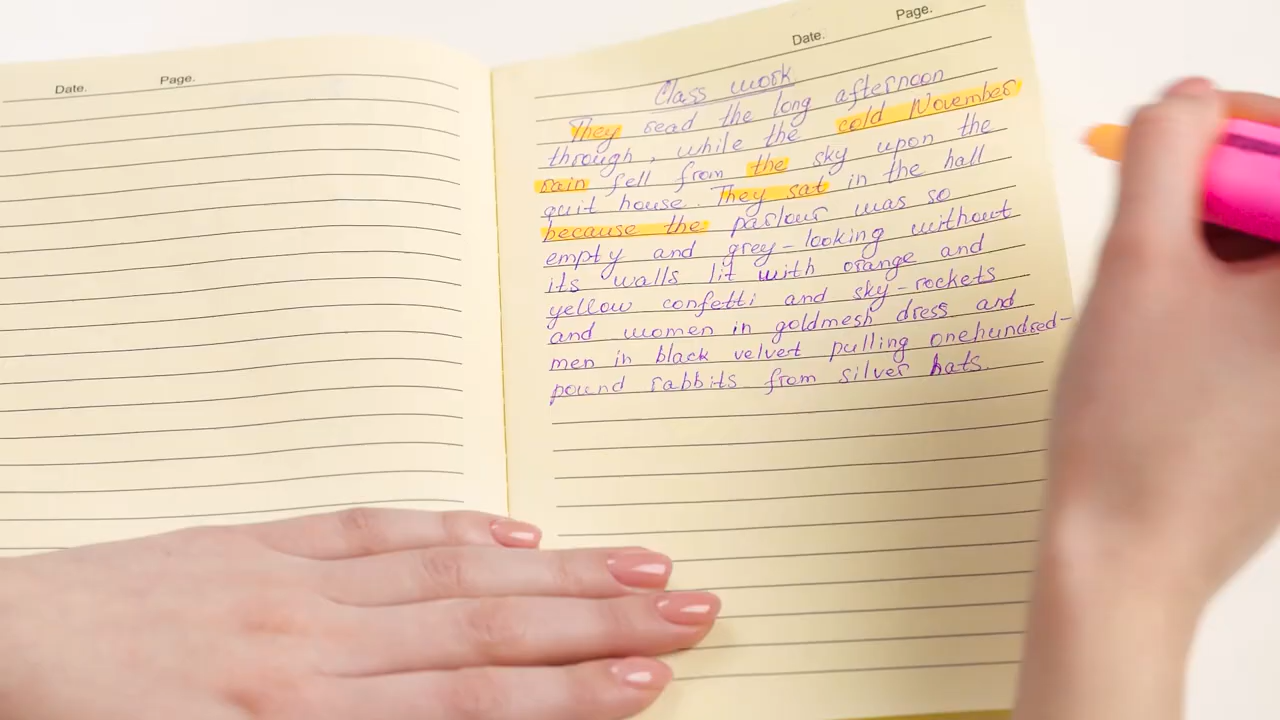 Date.
Page.
Date.
Page.
Class work
They read the long afternoon
through, while the cold November
rain fell from the sky upon the
quit house. They sat in the hall
because the parlour was so
empty and grey-looking without
its walls lit with orange and
yellow confetti and sky-rockets
and women in goldmesh dress and
men in black velvert pulling onehundred-
pound rabbits from silver hats.